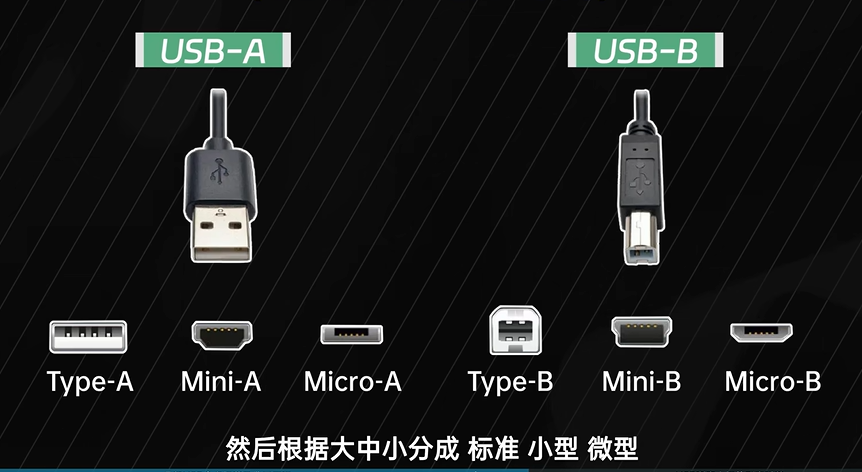 USB-A
USB-B
Type-A
Mini-A
Micro-A
Type-B
Mini-B
Micro-B
然后根据大中小分成 标准 小型 微型